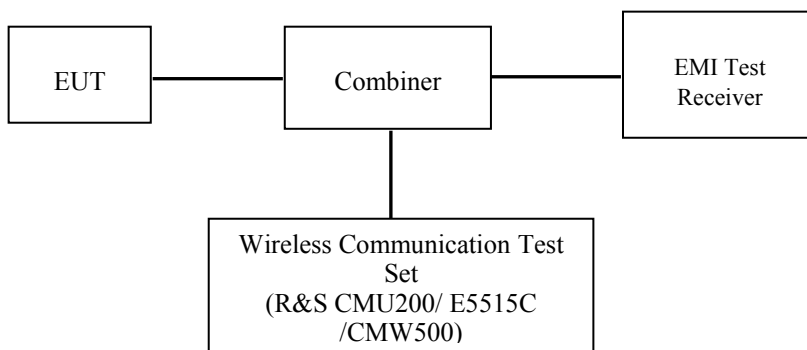 EUT
Combiner
EMI Test
Receiver
Wireless Communication Test
Set
(R&S CMU200/ E5515C
/CMW500)